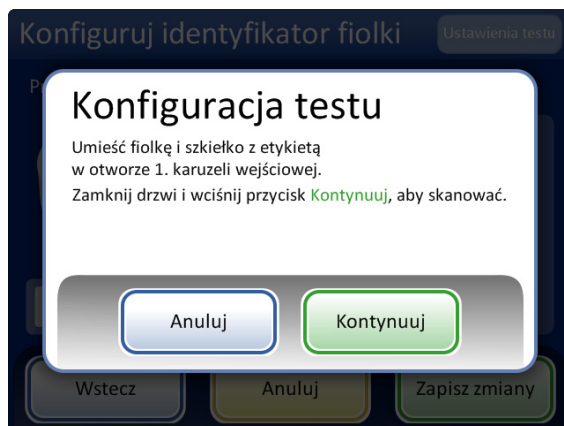 Konfiguruj identyfikator fiolki
Ustawienia testu
P
Konfiguracja testu
Umieść fiolkę i szkiełko z etykietą
w otworze 1. karuzeli wejściowej.
Zamknij drzwi i wciśnij przycisk Kontynuuj, aby skanować.
Anuluj
Kontynuuj
Wstecz
Anuluj
Zapisz zmiany